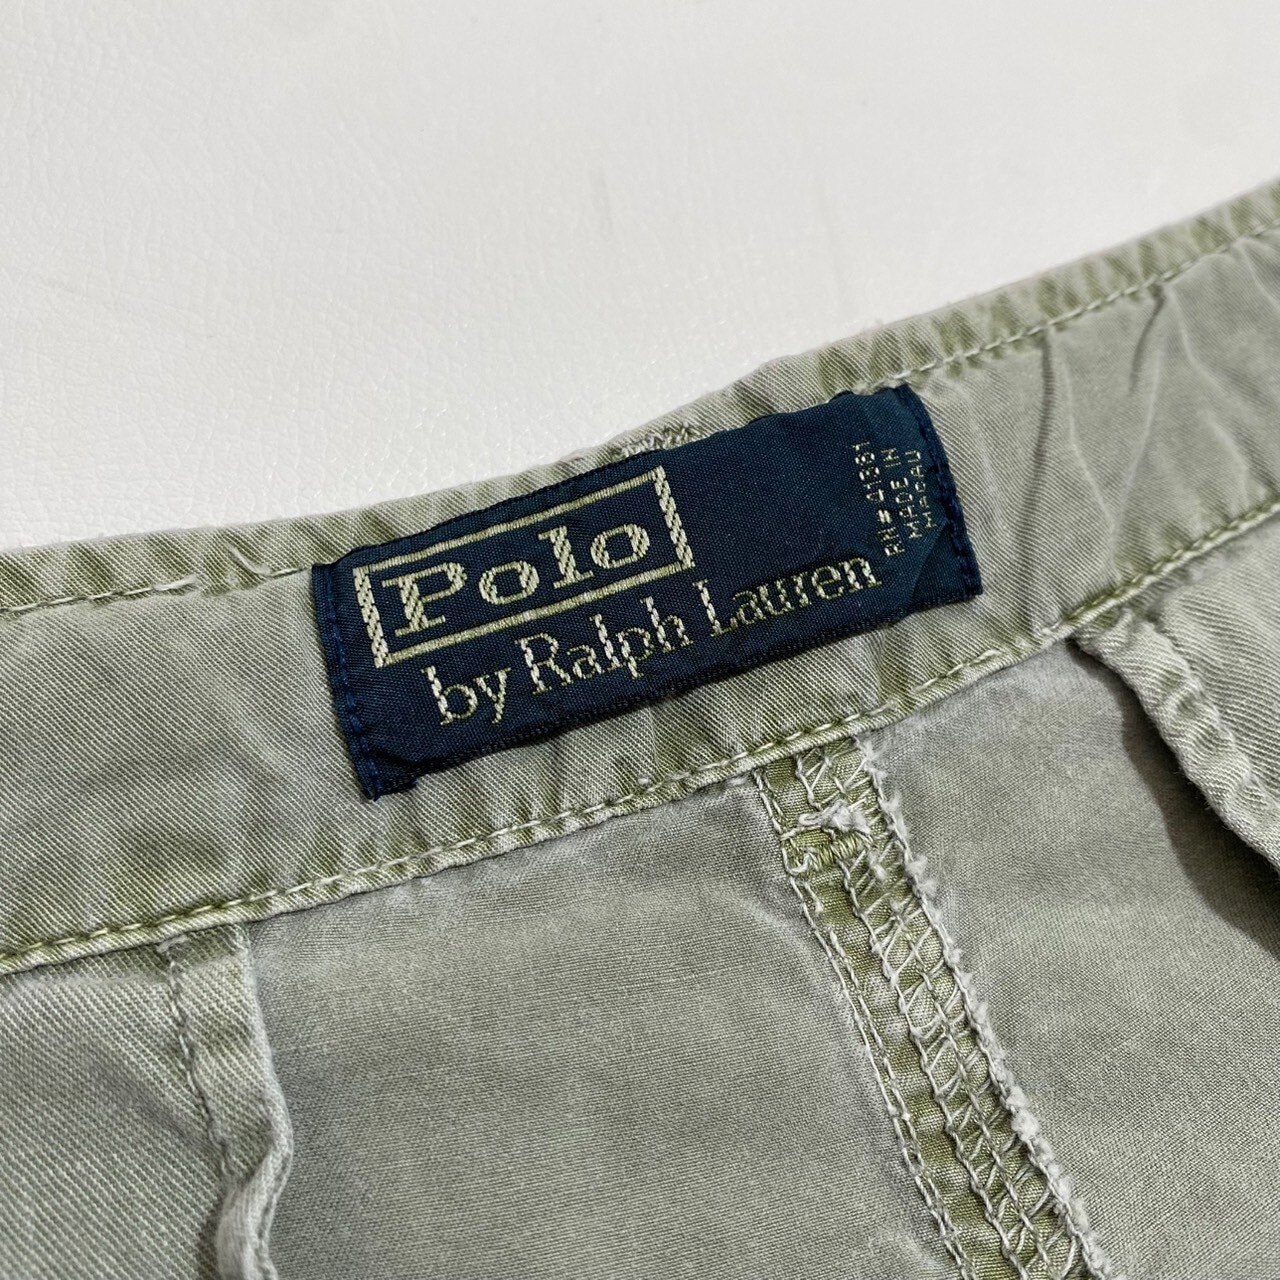 Polo
by Ralph Lauren
RN# 41381
MADE IN
MACAU